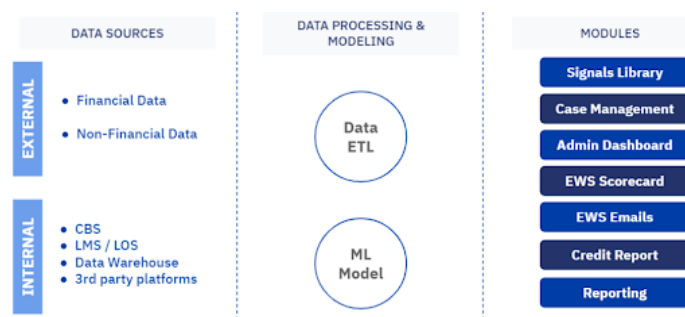 DATA SOURCES
EXTERNAL
• Financial Data
• Non-Financial Data
INTERNAL
• CBS
• LMS / LOS
• Data Warehouse
• 3rd party platforms
DATA PROCESSING &
MODELING
Data
ETL
ML
Model
MODULES
Signals Library
Case Management
Admin Dashboard
EWS Scorecard
EWS Emails
Credit Report
Reporting